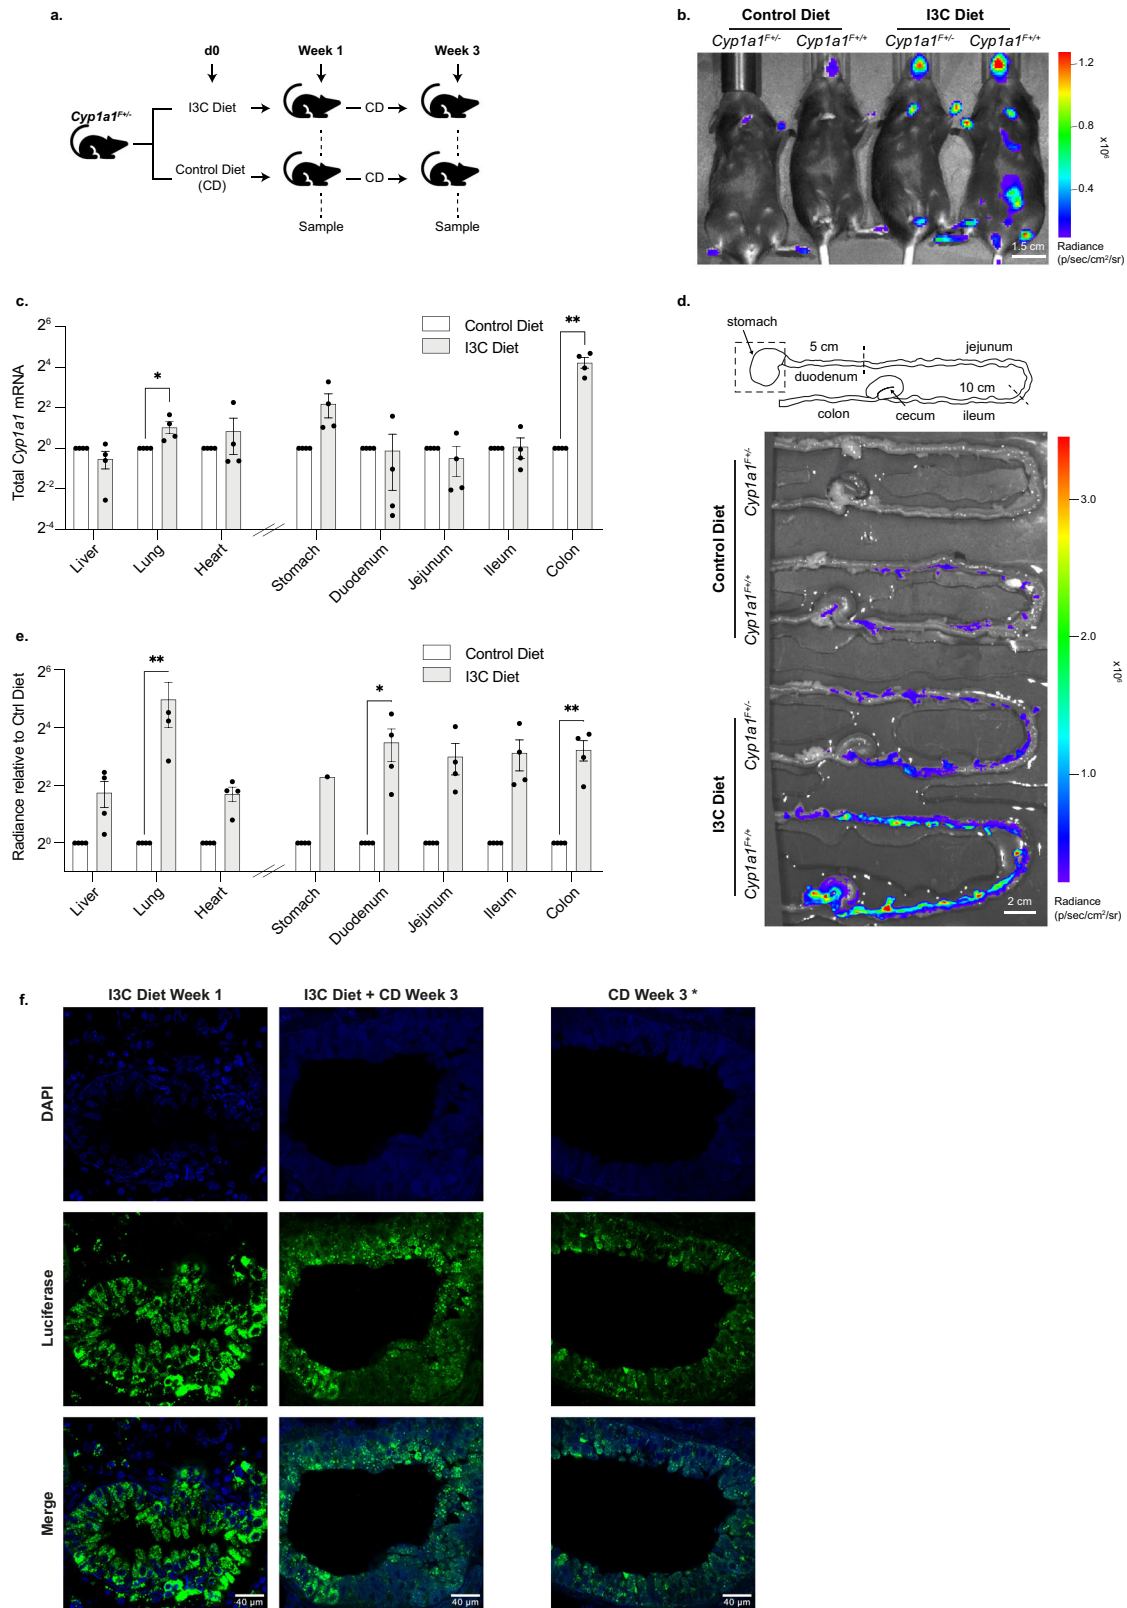 a.
d0
Week 1
Week 3
Cyp1a1F+/-
I3C Diet
CD
Control Diet
(CD)
CD
Sample
Sample
b.
Control Diet
I3C Diet
Cyp1a1F+/-
Cyp1a1F+/+
Cyp1a1F+/-
Cyp1a1F+/+
1.2
0.8
0.4
x10⁶
1.5 cm
Radiance
(p/sec/cm²/sr)
c.
Total Cyp1a1 mRNA
2⁶
2⁴
2²
2⁰
2⁻²
2⁻⁴
Control Diet
I3C Diet
*
**
Liver
Lung
Heart
Stomach
Duodenum
Jejunum
Ileum
Colon
d.
stomach
5 cm
jejunum
duodenum
10 cm
colon
cecum
ileum
Control Diet
Cyp1a1F+/-
Cyp1a1F+/+
I3C Diet
Cyp1a1F+/-
Cyp1a1F+/+
3.0
2.0
1.0
x10⁶
2 cm
Radiance
(p/sec/cm²/sr)
e.
Radiance relative to Ctrl Diet
2⁶
2⁴
2²
2⁰
Control Diet
I3C Diet
**
*
**
Liver
Lung
Heart
Stomach
Duodenum
Jejunum
Ileum
Colon
f.
I3C Diet Week 1
I3C Diet + CD Week 3
CD Week 3 *
DAPI
Luciferase
Merge
40 µm
40 µm
40 µm